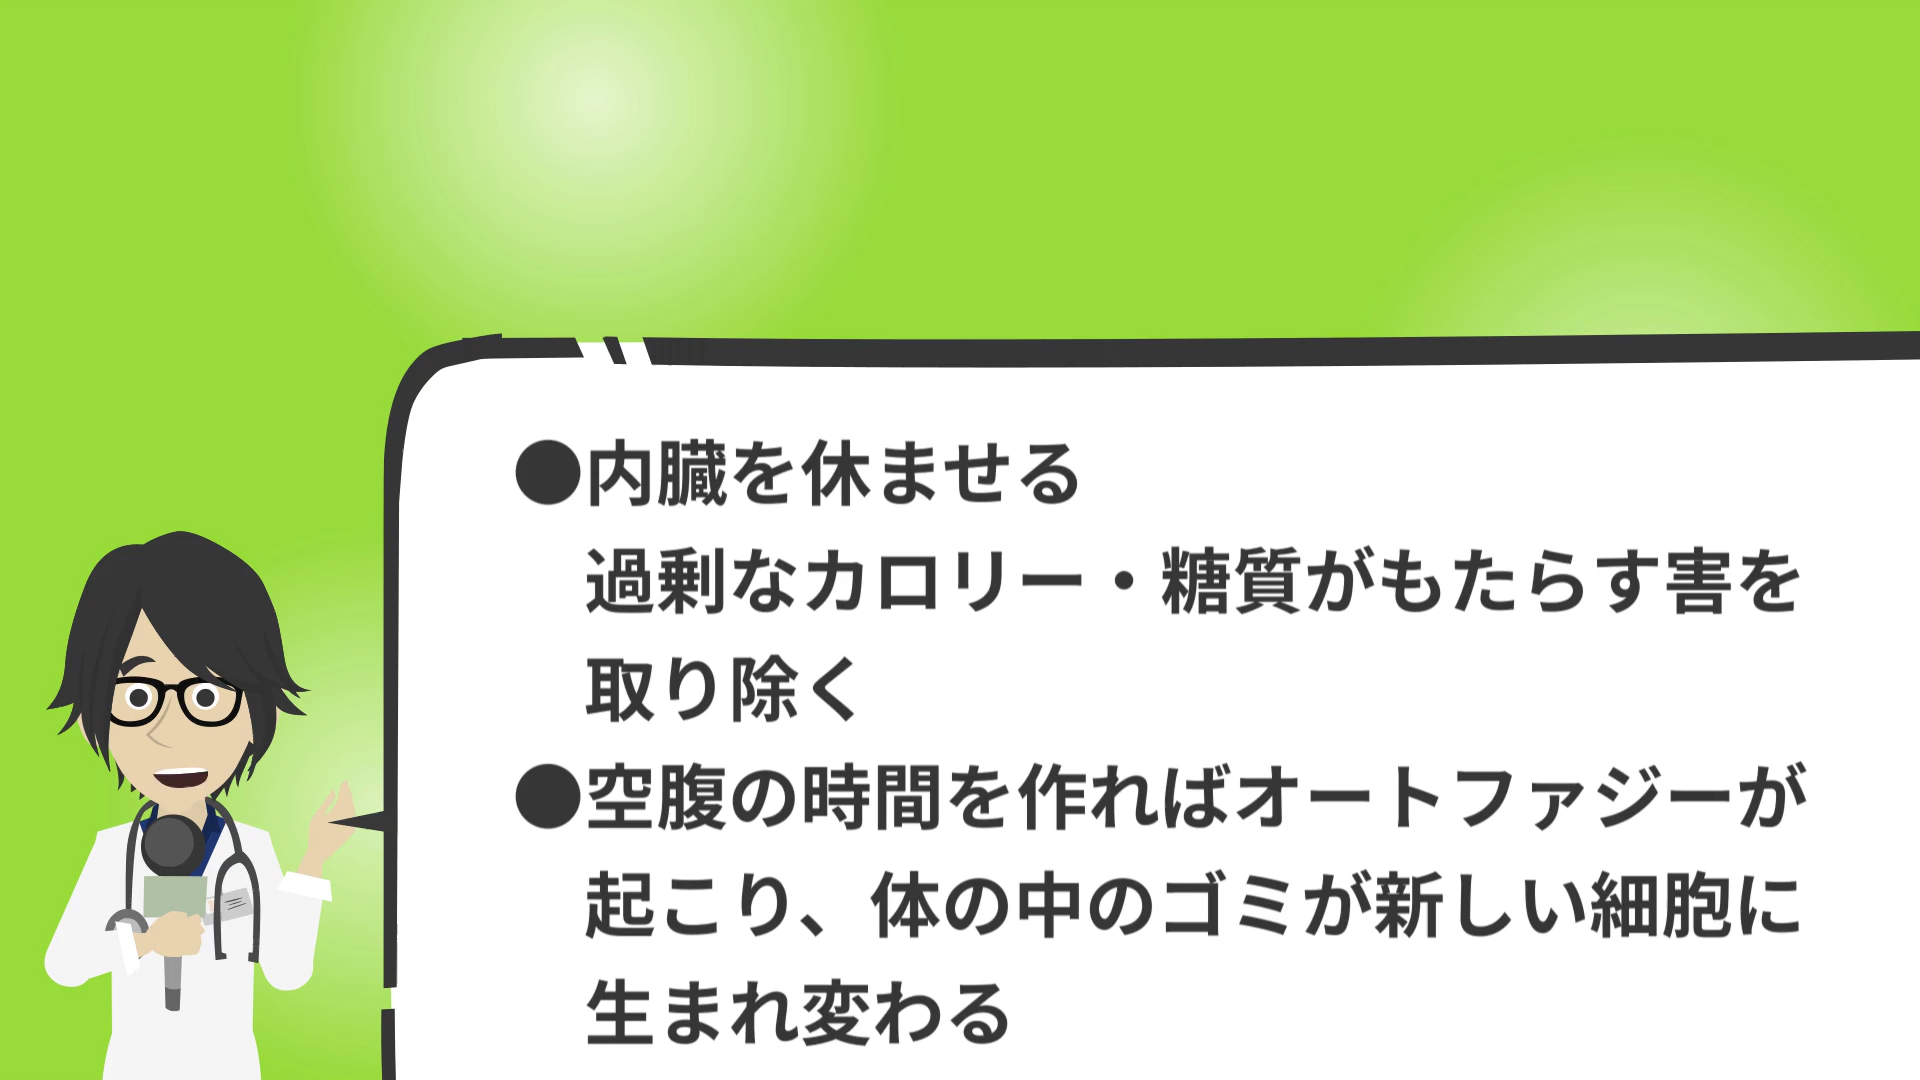 ●内臓を休ませる
過剰なカロリー・糖質がもたらす害を
取り除く
●空腹の時間を作ればオートファジーが
起こり、体の中のゴミが新しい細胞に
生まれ変わる